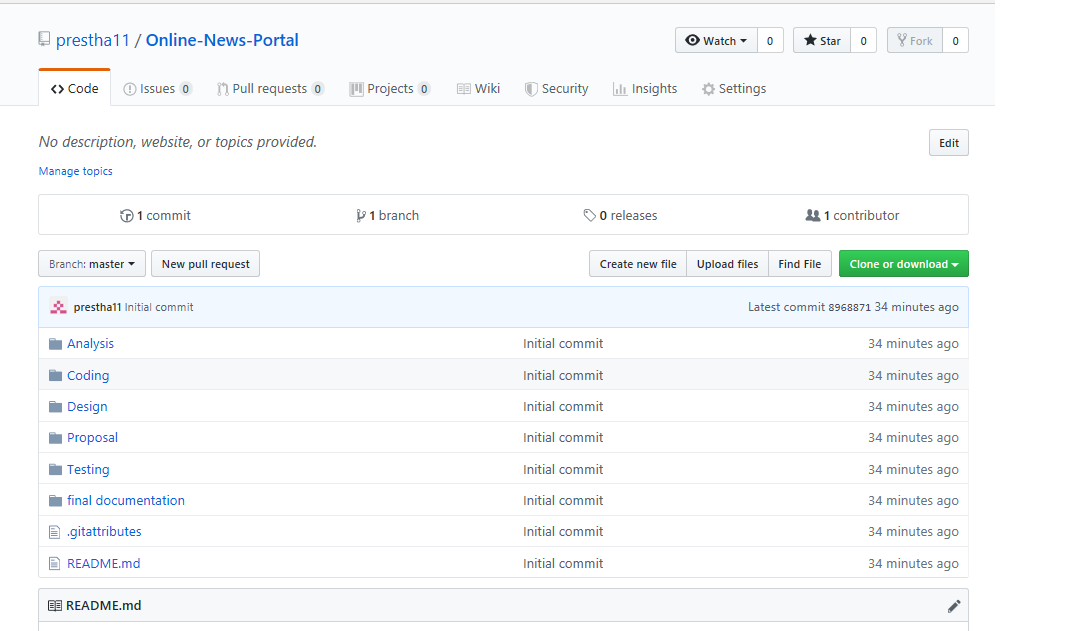 prestha11 / Online-News-Portal
Watch 0 Star 0 Fork 0
Code Issues 0 Pull requests 0 Projects 0 Wiki Security Insights Settings
No description, website, or topics provided.
Edit
Manage topics
1 commit 1 branch 0 releases 1 contributor
Branch: master New pull request Create new file Upload files Find File Clone or download
prestha11 Initial commit Latest commit 8968871 34 minutes ago
Analysis Initial commit 34 minutes ago
Coding Initial commit 34 minutes ago
Design Initial commit 34 minutes ago
Proposal Initial commit 34 minutes ago
Testing Initial commit 34 minutes ago
final documentation Initial commit 34 minutes ago
.gitattributes Initial commit 34 minutes ago
README.md Initial commit 34 minutes ago
README.md